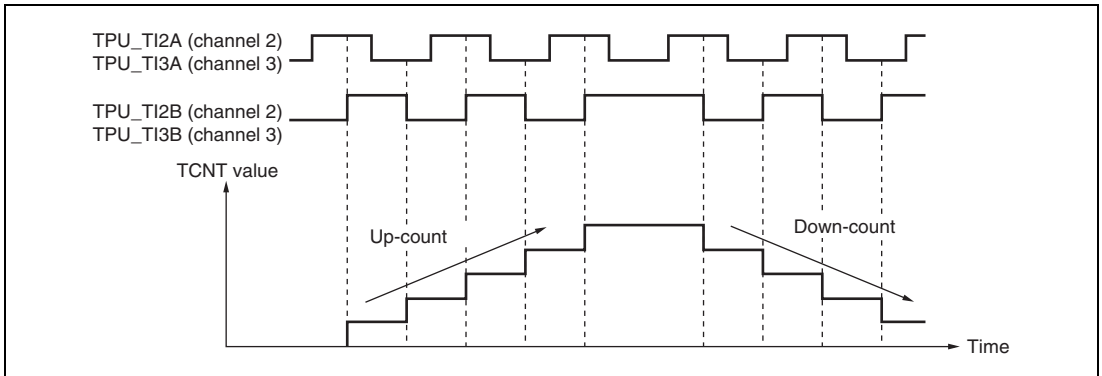 TPU_TI2A (channel 2)
TPU_TI3A (channel 3)
TPU_TI2B (channel 2)
TPU_TI3B (channel 3)
TCNT value
Up-count
Down-count
Time